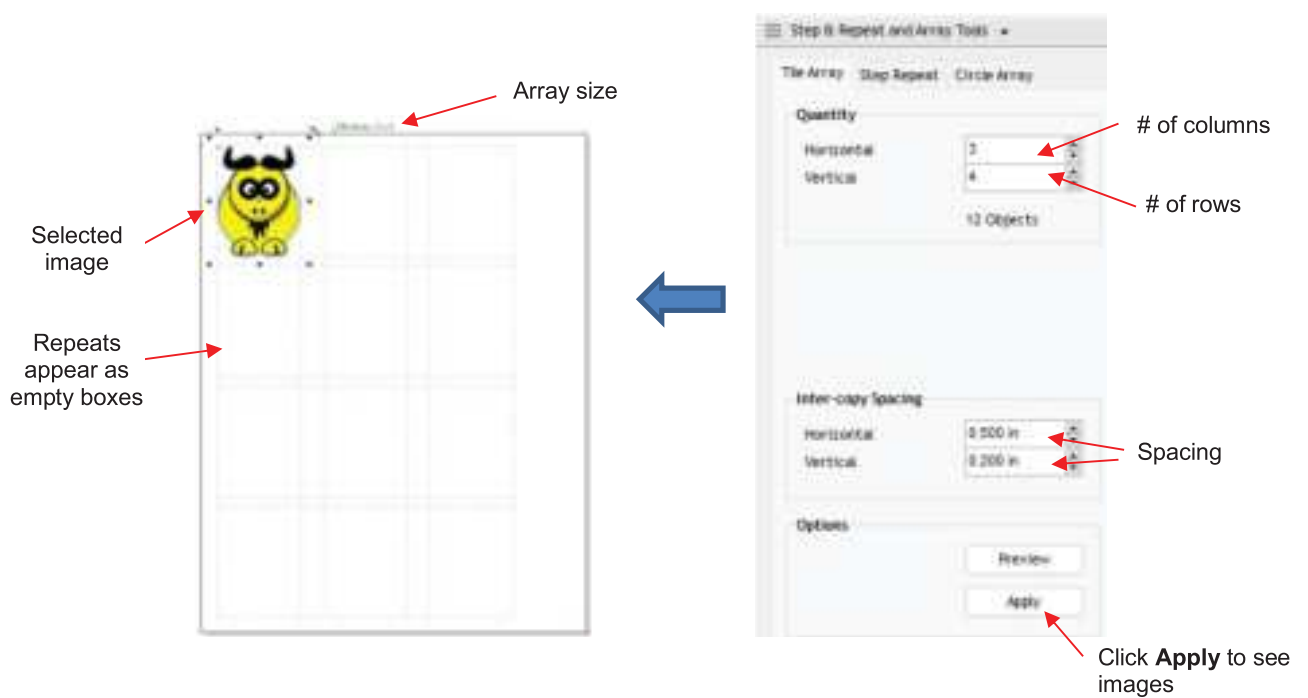 Step & Repeat and Array Tools
Tile Array Step Repeat Circle Array
Array size
Quantity
# of columns
Horizontal 3
Vertical 4
# of rows
12 Objects
Selected
image
Repeats
appear as
empty boxes
Inter-copy Spacing
Horizontal 0.500 in
Vertical 0.200 in
Spacing
Options
Preview
Apply
Click Apply to see
images